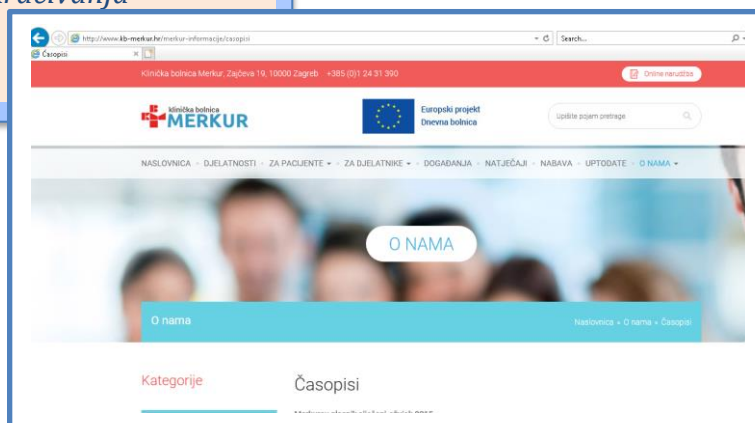 http://www.kb-merkur.hr/merkur-informacije/casopisi
Search...
Časopisi
Klinička bolnica Merkur, Zajčeva 19, 10000 Zagreb +385 (0)1 24 31 390
Online narudžba
klinička bolnica
MERKUR
Europski projekt
Dnevna bolnica
Upišite pojam pretrage
NASLOVNICA DJELATNOSTI ZA PACIJENTE ZA DJELATNIKE DOGAĐANJA NATJEČAJI NABAVA UPTODATE O NAMA
O NAMA
O nama
Naslovnica » O nama » Časopisi
Kategorije
Časopisi